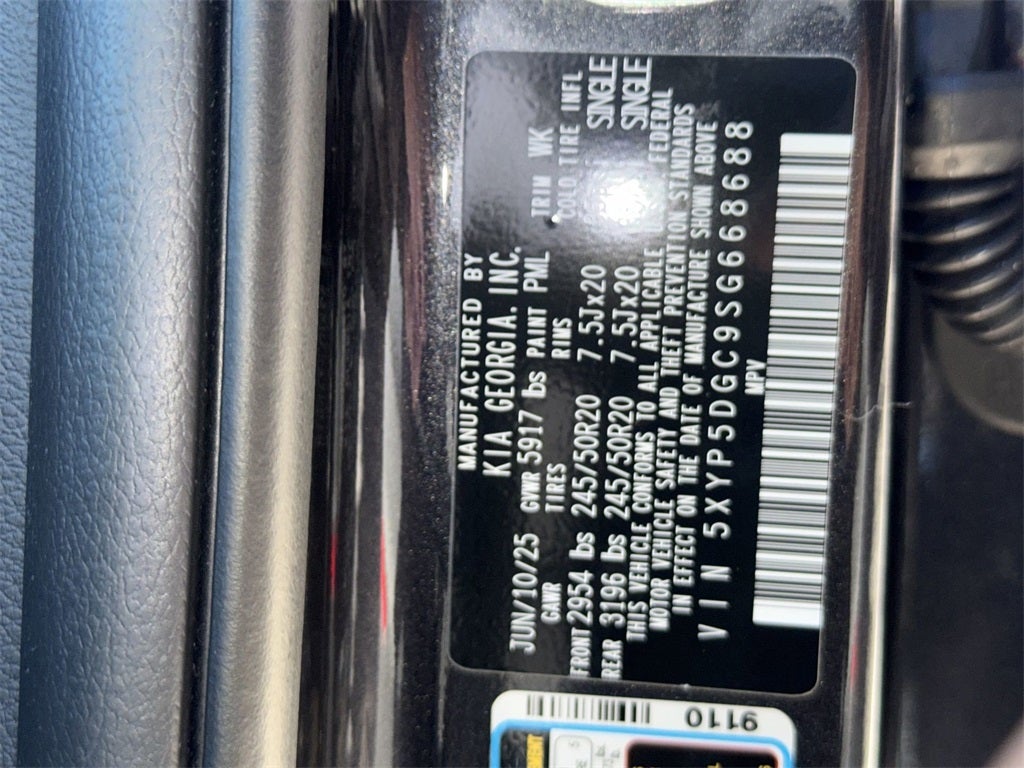 MANUFACTURED BY
KIA GEORGIA. INC.
JUN/10/25 GVWR 5917 lbs PAINT PML TRIM WK
GAWR TIRES RIMS COLD TIRE INFL
FRONT 2954 lbs 245/50R20 7.5Jx20 SINGLE
REAR 3196 lbs 245/50R20 7.5Jx20 SINGLE
THIS VEHICLE CONFORMS TO ALL APPLICABLE FEDERAL
MOTOR VEHICLE SAFETY AND THEFT PREVENTION STANDARDS
IN EFFECT ON THE DATE OF MANUFACTURE SHOWN ABOVE
VIN 5XYP5DGC9SG668688
MPV
9110